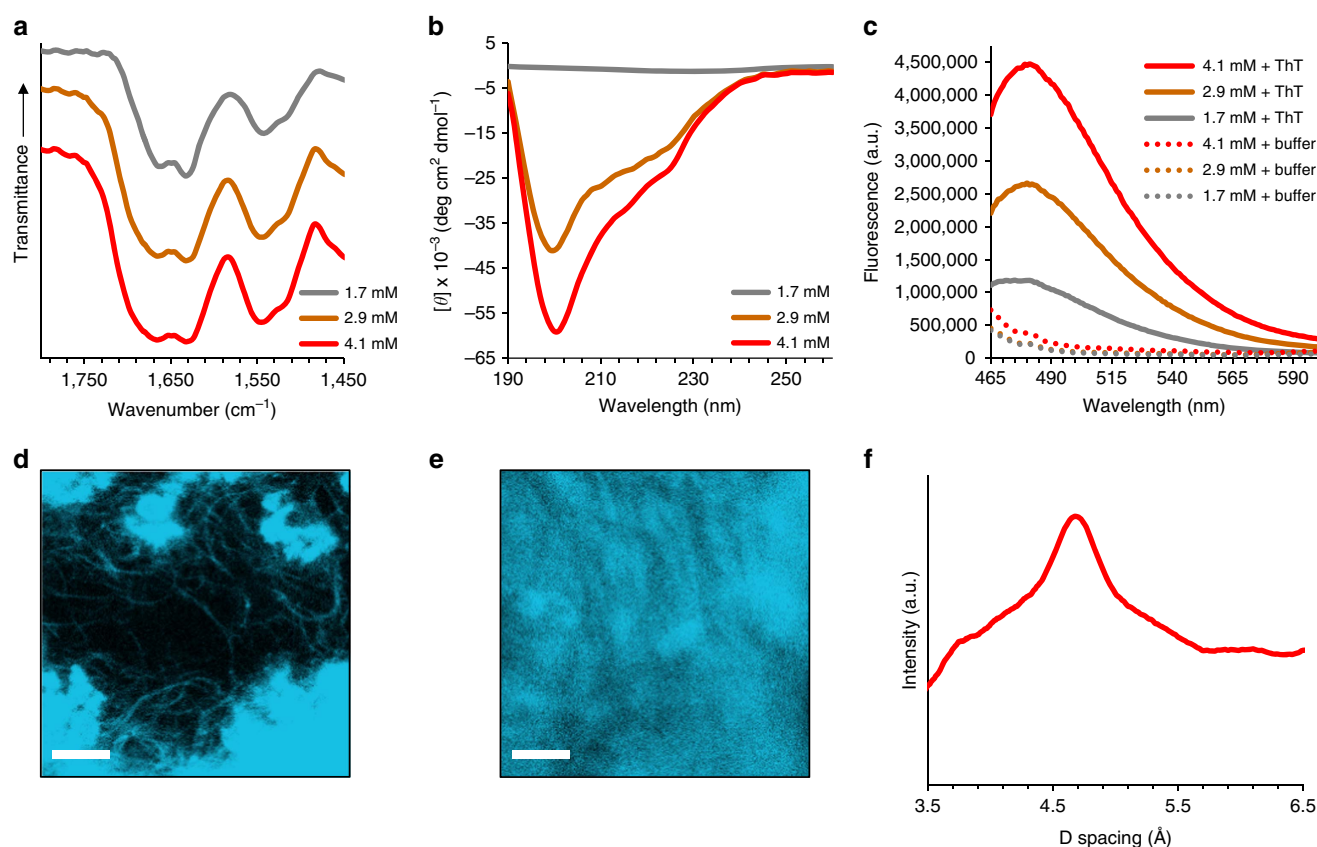 a
Transmittance
1,750 1,650 1,550 1,450
Wavenumber (cm⁻¹)
1.7 mM
2.9 mM
4.1 mM
b
[θ] x 10⁻³ (deg cm² dmol⁻¹)
5
−5
−15
−25
−35
−45
−55
−65
190 210 230 250
Wavelength (nm)
1.7 mM
2.9 mM
4.1 mM
c
Fluorescence (a.u.)
4,500,000
4,000,000
3,500,000
3,000,000
2,500,000
2,000,000
1,500,000
1,000,000
500,000
0
465 490 515 540 565 590
Wavelength (nm)
4.1 mM + ThT
2.9 mM + ThT
1.7 mM + ThT
4.1 mM + buffer
2.9 mM + buffer
1.7 mM + buffer
d
e
f
Intensity (a.u.)
3.5 4.5 5.5 6.5
D spacing (Å)